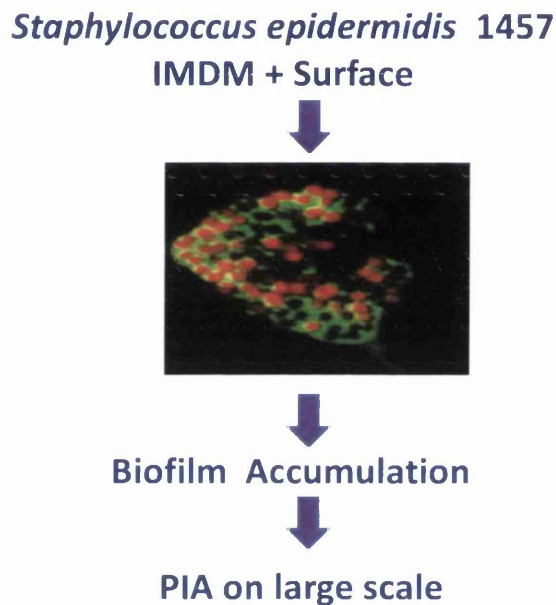 Staphylococcus epidermidis 1457
IMDM + Surface
Biofilm Accumulation
PIA on large scale